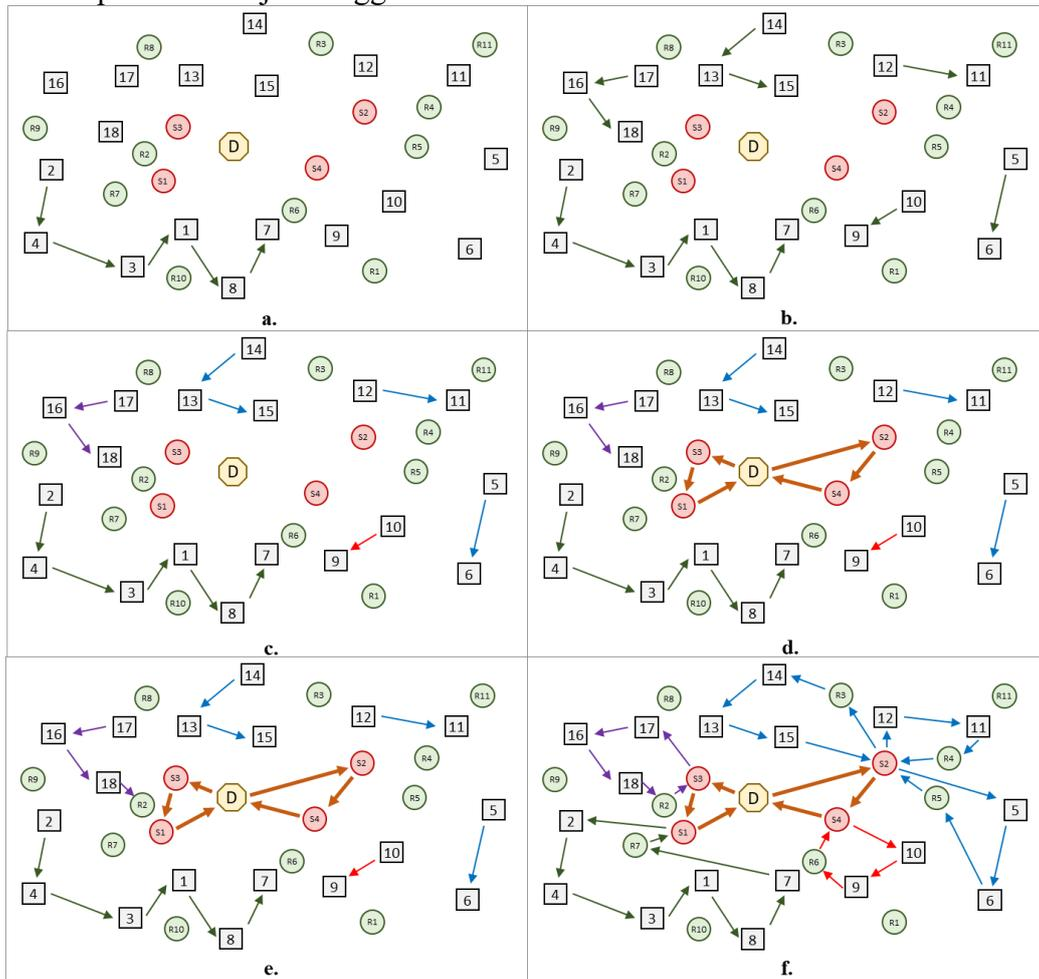 14
R8 R3 R11
16 17 13 15 12 11
R9 18 S3 S2 R4
R2 D R5
2 R7 S1 S4 5
4 1 7 R6 9 10 6
3 R10 8 R1
a.
14
R8 R3 R11
16 17 13 15 12 11
R9 18 S3 S2 R4
R2 D R5
2 R7 S1 S4 5
4 1 7 R6 9 10 6
3 R10 8 R1
b.
14
R8 R3 R11
16 17 13 15 12 11
R9 18 S3 S2 R4
R2 D R5
2 R7 S1 S4 5
4 1 7 R6 9 10 6
3 R10 8 R1
c.
14
R8 R3 R11
16 17 13 15 12 11
R9 18 S3 S2 R4
R2 D R5
2 R7 S1 S4 5
4 1 7 R6 9 10 6
3 R10 8 R1
d.
14
R8 R3 R11
16 17 13 15 12 11
R9 18 S3 S2 R4
R2 D R5
2 R7 S1 S4 5
4 1 7 R6 9 10 6
3 R10 8 R1
e.
14
R8 R3 R11
16 17 13 15 12 11
R9 18 S3 S2 R4
R2 D R5
2 R7 S1 S4 5
4 1 7 R6 9 10 6
3 R10 8 R1
f.